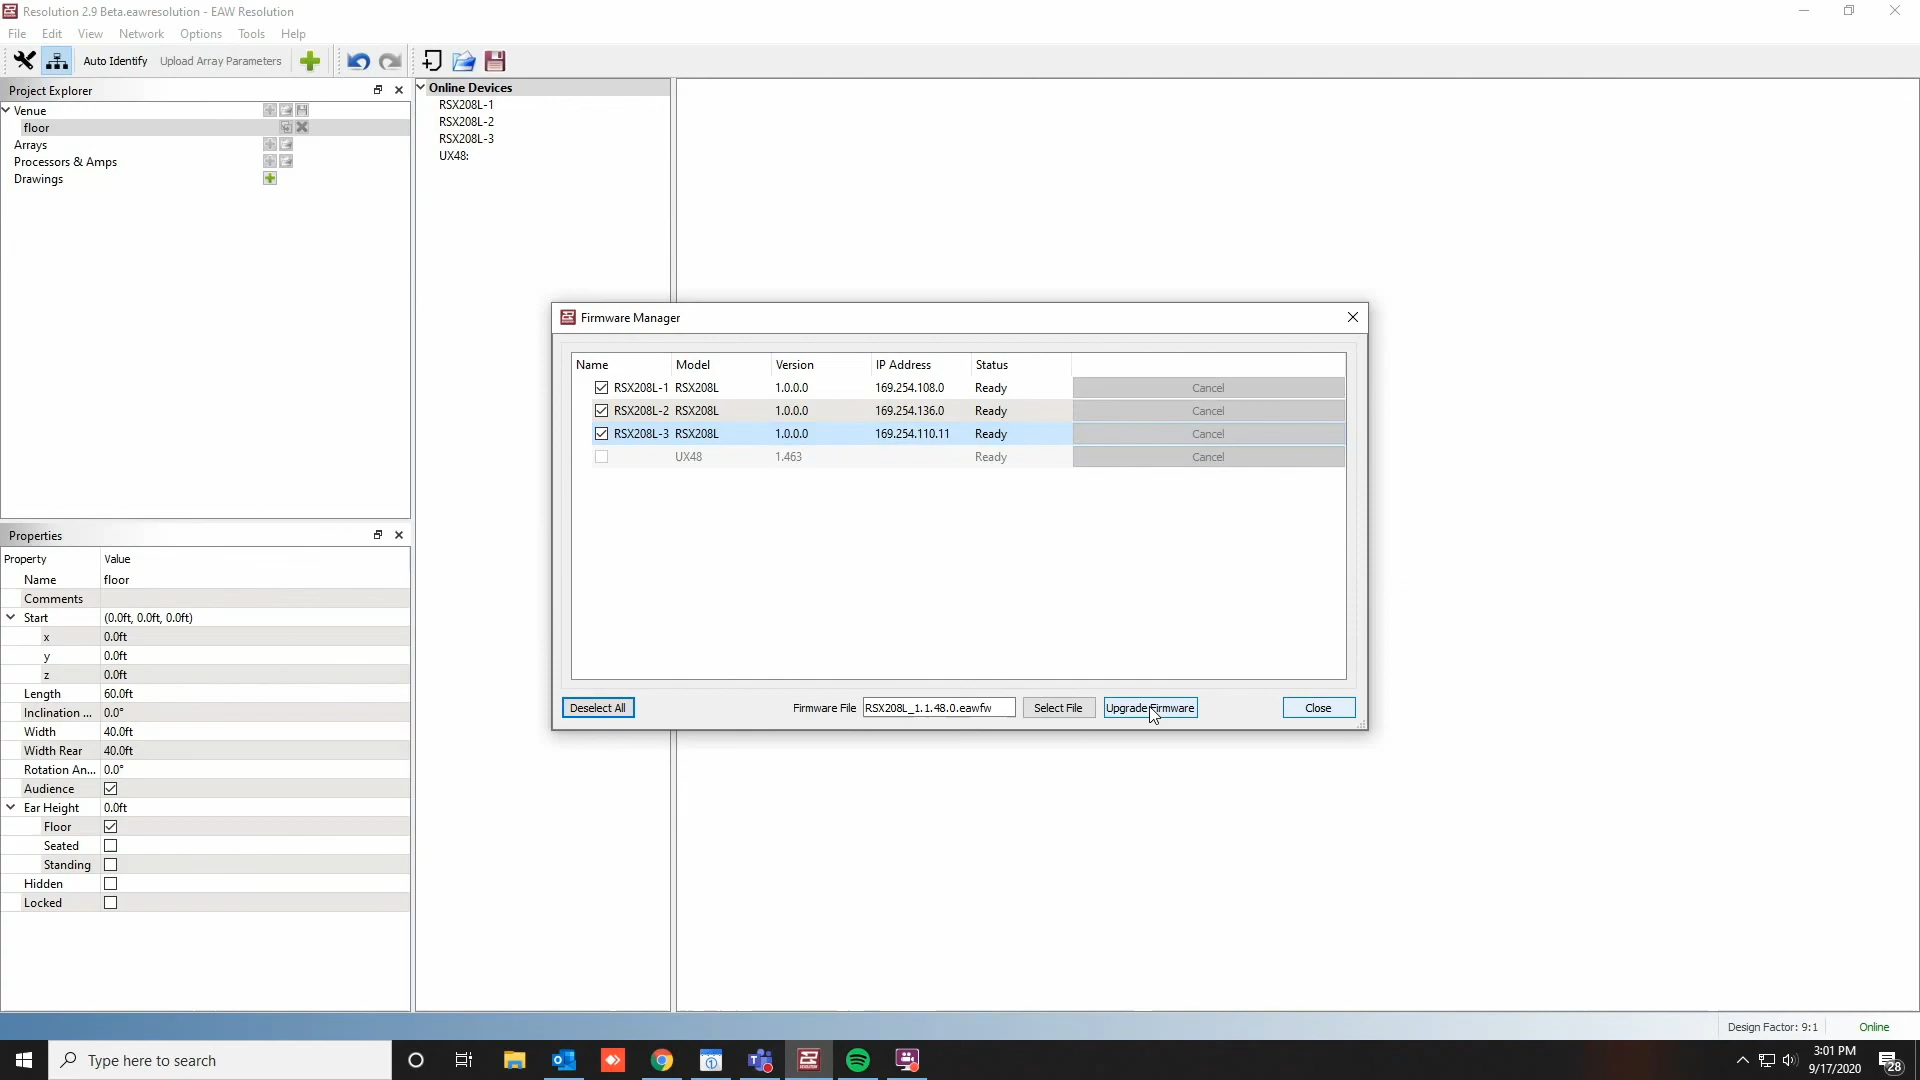 Resolution 2.9 Beta.eawresolution - EAW Resolution
File Edit View Network Options Tools Help
Auto Identify Upload Array Parameters
Project Explorer
Venue
floor
Arrays
Processors & Amps
Drawings
Online Devices
RSX208L-1
RSX208L-2
RSX208L-3
UX48:
Firmware Manager
Name Model Version IP Address Status
RSX208L-1 RSX208L 1.0.0.0 169.254.108.0 Ready Cancel
RSX208L-2 RSX208L 1.0.0.0 169.254.136.0 Ready Cancel
RSX208L-3 RSX208L 1.0.0.0 169.254.110.11 Ready Cancel
UX48 1.463 Ready Cancel
Deselect All Firmware File RSX208L_1.1.48.0.eawfw Select File Upgrade Firmware Close
Properties
Property Value
Name floor
Comments
Start (0.0ft, 0.0ft, 0.0ft)
x 0.0ft
y 0.0ft
z 0.0ft
Length 60.0ft
Inclination ... 0.0°
Width 40.0ft
Width Rear 40.0ft
Rotation An... 0.0°
Audience
Ear Height 0.0ft
Floor
Seated
Standing
Hidden
Locked
Design Factor: 9:1 Online
Type here to search
3:01 PM
9/17/2020
28